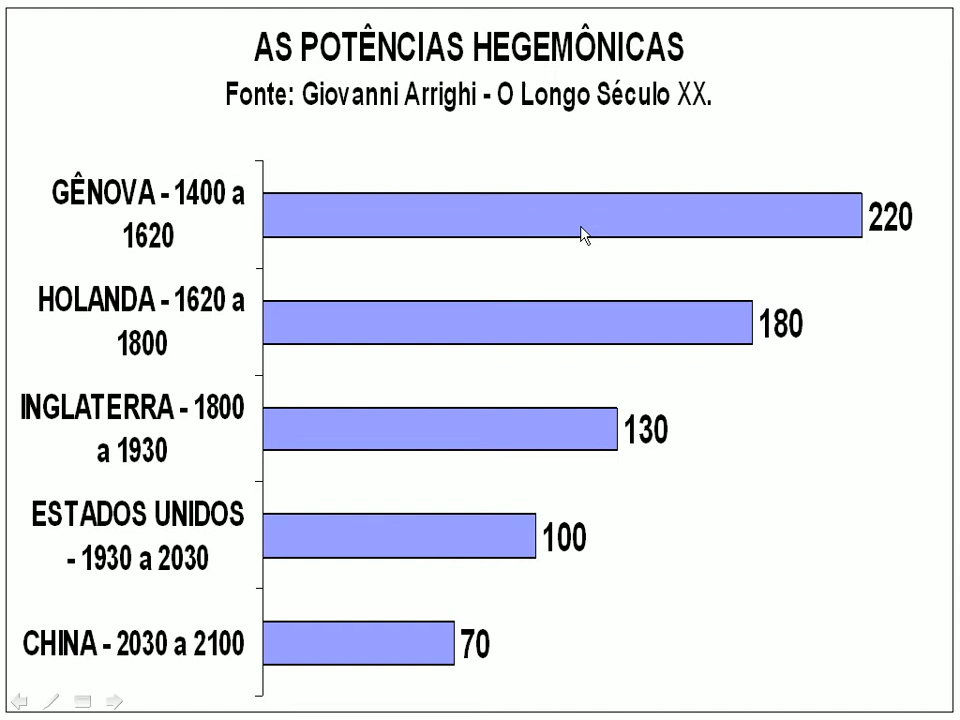 AS POTÊNCIAS HEGEMÔNICAS
Fonte: Giovanni Arrighi - O Longo Século XX.
GÊNOVA - 1400 a
1620
220
HOLANDA - 1620 a
1800
180
INGLATERRA - 1800
a 1930
130
ESTADOS UNIDOS
- 1930 a 2030
100
CHINA - 2030 a 2100
70